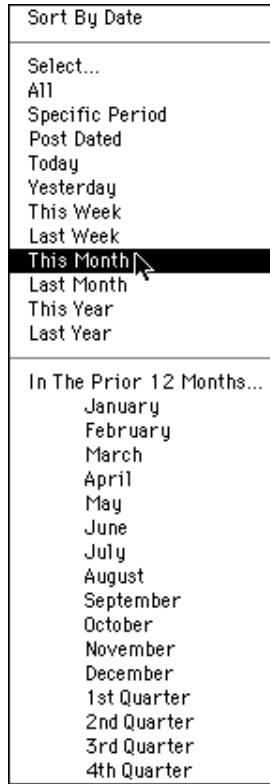 Sort By Date
Select...
All
Specific Period
Post Dated
Today
Yesterday
This Week
Last Week
This Month
Last Month
This Year
Last Year
In The Prior 12 Months...
January
February
March
April
May
June
July
August
September
October
November
December
1st Quarter
2nd Quarter
3rd Quarter
4th Quarter